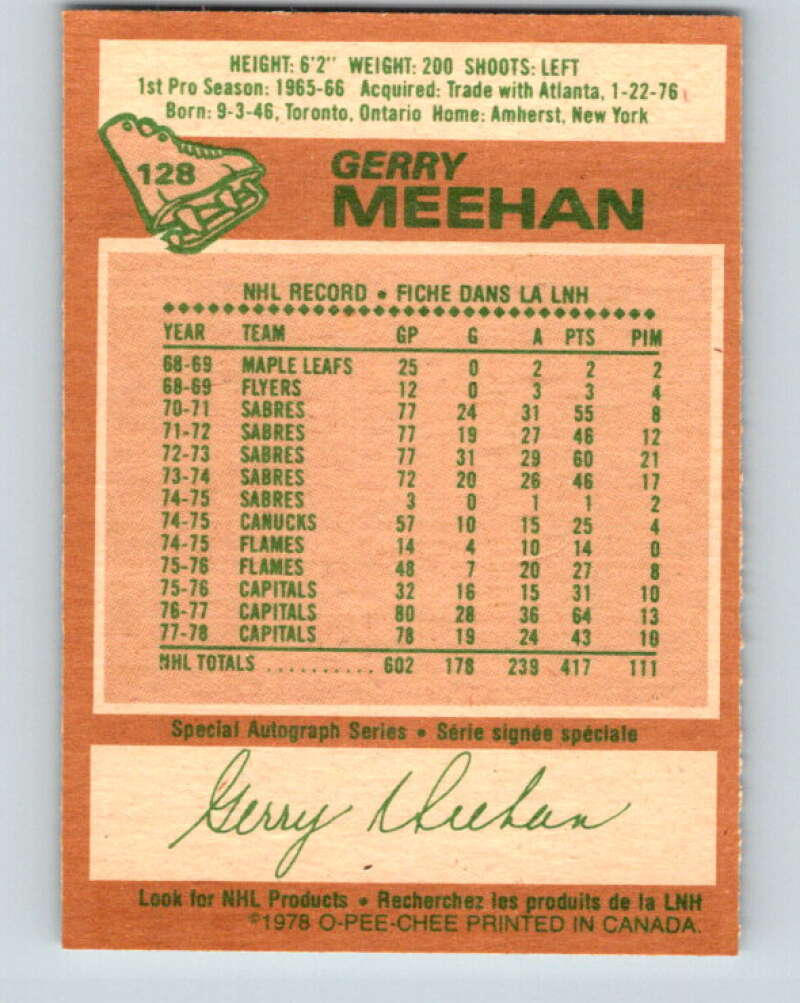 HEIGHT: 6'2" WEIGHT: 200 SHOOTS: LEFT
1st Pro Season: 1965-66 Acquired: Trade with Atlanta, 1-22-76
Born: 9-3-46, Toronto, Ontario Home: Amherst, New York
128
GERRY
MEEHAN
NHL RECORD • FICHE DANS LA LNH
YEAR TEAM GP G A PTS PIM
68-69 MAPLE LEAFS 25 0 2 2 2
68-69 FLYERS 12 0 3 3 4
70-71 SABRES 77 24 31 55 8
71-72 SABRES 77 19 27 46 12
72-73 SABRES 77 31 29 60 21
73-74 SABRES 72 20 26 46 17
74-75 SABRES 3 0 1 1 2
74-75 CANUCKS 57 10 15 25 4
74-75 FLAMES 14 4 10 14 0
75-76 FLAMES 48 7 20 27 8
75-76 CAPITALS 32 16 15 31 10
76-77 CAPITALS 80 28 36 64 13
77-78 CAPITALS 78 19 24 43 10
NHL TOTALS .......... 602 178 239 417 111
Special Autograph Series • Série signée spéciale
Gerry Meehan
Look for NHL Products • Recherchez les produits de la LNH
©1978 O-PEE-CHEE PRINTED IN CANADA.